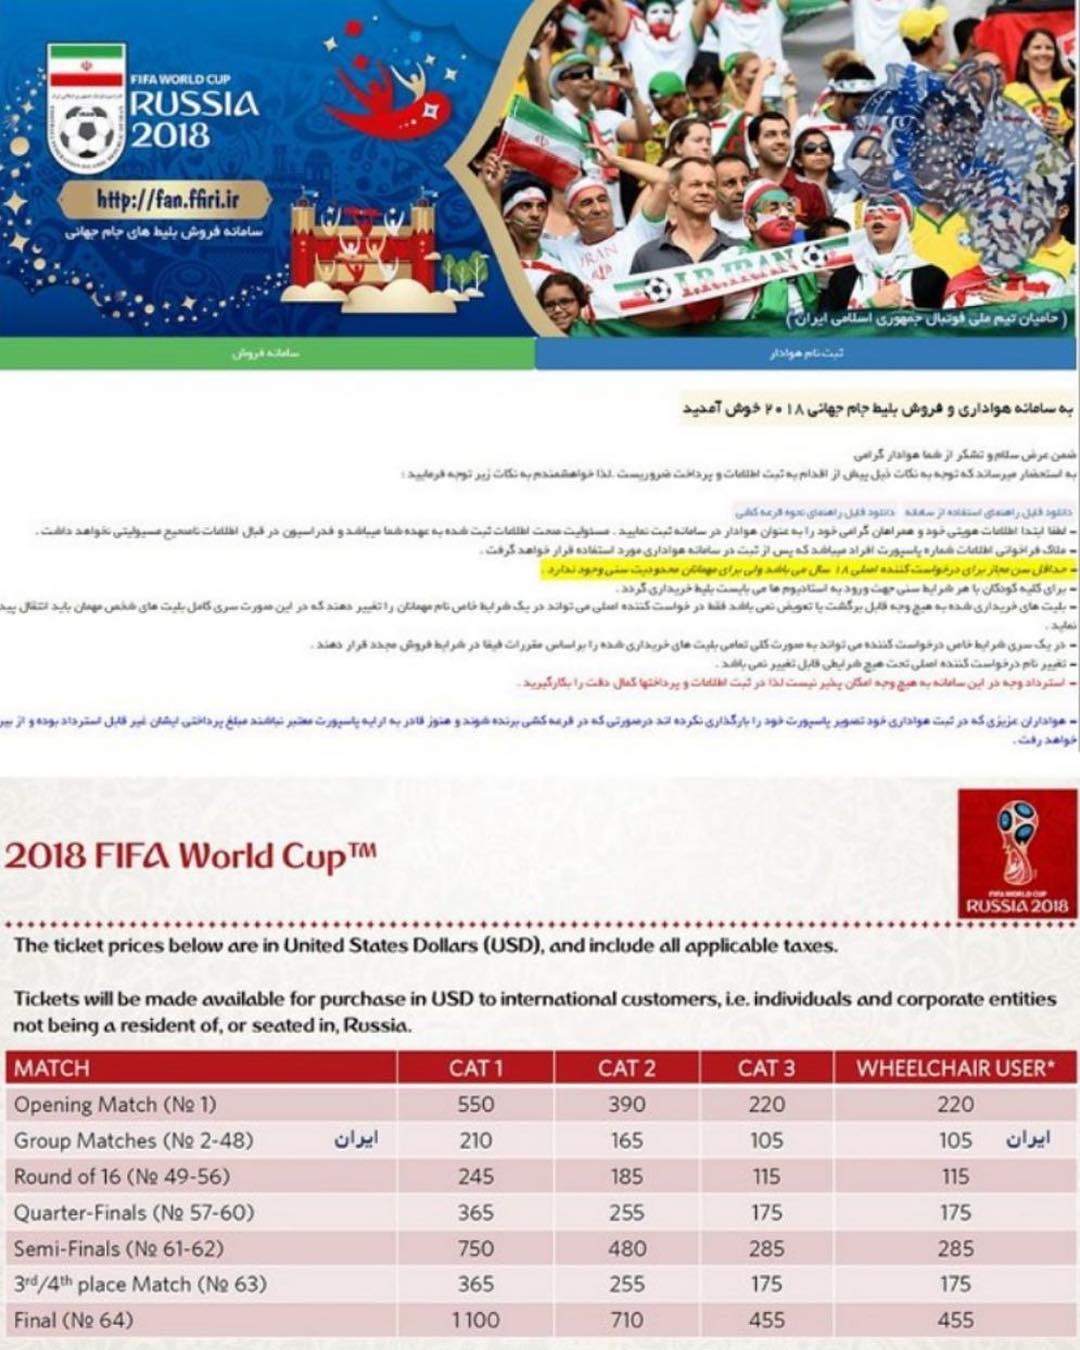 FIFA WORLD CUP
RUSSIA
2018
http://fan.ffiri.ir
سامانه فروش بلیط های جام جهانی
IRAN
I.R.IRAN
( حامیان تیم ملی فوتبال جمهوری اسلامی ایران )
ثبت نام هوادار
سامانه فروش
به سامانه هواداری و فروش بلیط جام جهانی ۲۰۱۸ خوش آمدید
ضمن عرض سلام و تشکر از شما هوادار گرامی
به استحضار میرساند که توجه به نکات ذیل پیش از اقدام به ثبت اطلاعات و پرداخت ضروریست . لذا خواهشمندم به نکات زیر توجه فرمایید :
دانلود فایل راهنمای استفاده از سامانه دانلود فایل راهنمای نحوه قرعه کشی
- لطفا ابتدا اطلاعات هویتی خود و همراهان گرامی خود را به عنوان هوادار در سامانه ثبت نمایید . مسئولیت صحت اطلاعات ثبت شده به عهده شما میباشد و فدراسیون در قبال اطلاعات ناصحیح مسیولیتی نخواهد داشت .
- ملاک فراخوانی اطلاعات شماره پاسپورت افراد میباشد که پس از ثبت در سامانه هواداری مورد استفاده قرار خواهد گرفت .
- حداقل سن مجاز برای درخواست کننده اصلی ۱۸ سال می باشد ولی برای مهمانان محدودیت سنی وجود ندارد .
- برای کلیه کودکان با هر شرایط سنی جهت ورود به استادیوم ها می بایست بلیط خریداری گردد .
- بلیت های خریداری شده به هیچ وجه قابل برگشت یا تعویض نمی باشد فقط در خواست کننده اصلی می تواند در یک شرایط خاص نام مهمانان را تغییر دهند که در این صورت سری کامل بلیت های شخص مهمان باید انتقال پید
نماید .
- در یک سری شرایط خاص درخواست کننده می تواند به صورت کلی تمامی بلیت های خریداری شده را براساس مقررات فیفا در شرایط فروش مجدد قرار دهند .
- تغییر نام درخواست کننده اصلی تحت هیچ شرایطی قابل تغییر نمی باشد .
- استرداد وجه در این سامانه به هیچ وجه امکان پذیر نیست لذا در ثبت اطلاعات و پرداختها کمال دقت را بکارگیرید .
- هواداران عزیزی که در ثبت هواداری خود تصویر پاسپورت خود را بارگذاری نکرده اند درصورتی که در قرعه کشی برنده شوند و هنوز قادر به ارایه پاسپورت معتبر نباشند مبلغ پرداختی ایشان غیر قابل استرداد بوده و از بیر
خواهد رفت .
2018 FIFA World Cup™
FIFA WORLD CUP
RUSSIA 2018
The ticket prices below are in United States Dollars (USD), and include all applicable taxes.
Tickets will be made available for purchase in USD to international customers, i.e. individuals and corporate entities
not being a resident of, or seated in, Russia.
MATCH CAT 1 CAT 2 CAT 3 WHEELCHAIR USER*
Opening Match (№ 1) 550 390 220 220
Group Matches (№ 2-48) ایران 210 165 105 105 ایران
Round of 16 (№ 49-56) 245 185 115 115
Quarter-Finals (№ 57-60) 365 255 175 175
Semi-Finals (№ 61-62) 750 480 285 285
3rd/4th place Match (№ 63) 365 255 175 175
Final (№ 64) 1100 710 455 455